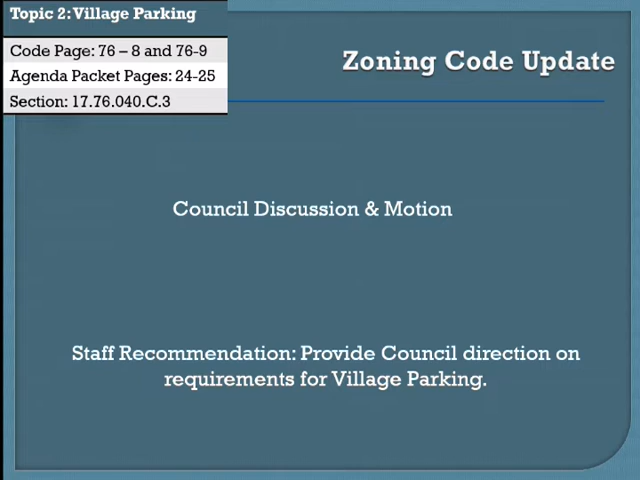 Topic 2: Village Parking
Code Page: 76 – 8 and 76-9
Agenda Packet Pages: 24-25
Section: 17.76.040.C.3
Zoning Code Update
Council Discussion & Motion
Staff Recommendation: Provide Council direction on
requirements for Village Parking.